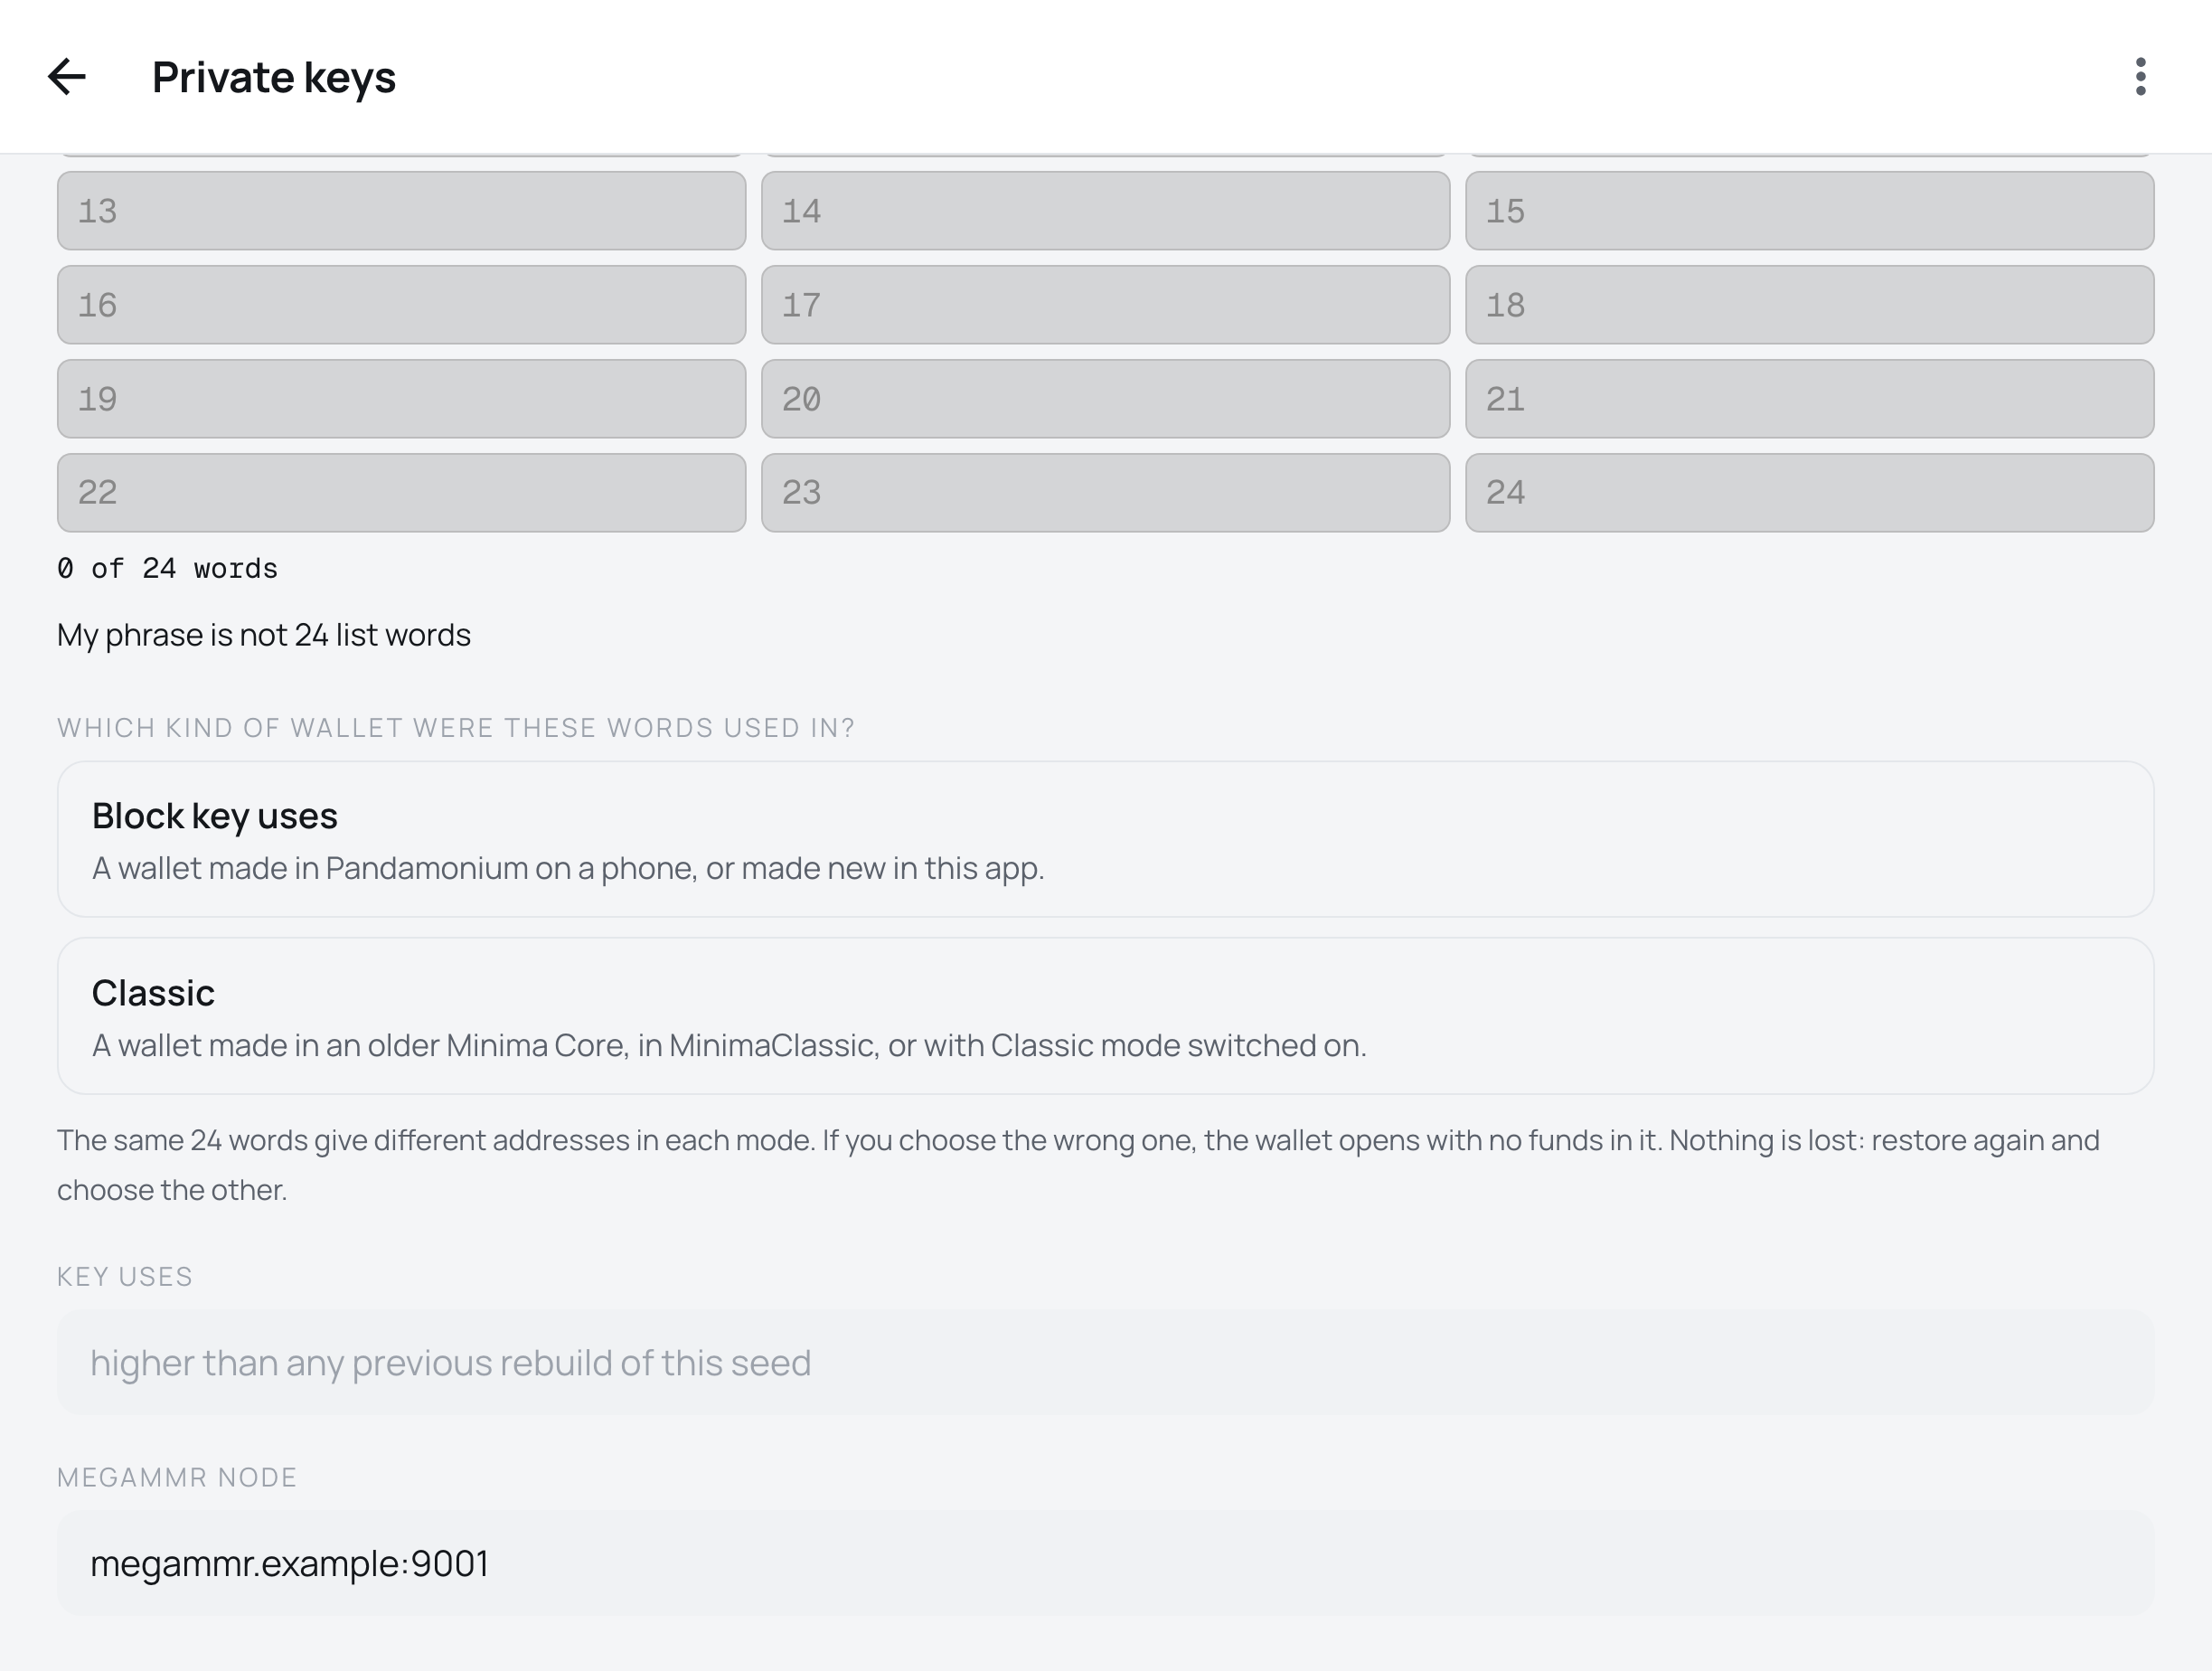 Private keys
13
14
15
16
17
18
19
20
21
22
23
24
0 of 24 words
My phrase is not 24 list words
WHICH KIND OF WALLET WERE THESE WORDS USED IN?
Block key uses
A wallet made in Pandamonium on a phone, or made new in this app.
Classic
A wallet made in an older Minima Core, in MinimaClassic, or with Classic mode switched on.
The same 24 words give different addresses in each mode. If you choose the wrong one, the wallet opens with no funds in it. Nothing is lost: restore again and
choose the other.
KEY USES
higher than any previous rebuild of this seed
MEGAMMR NODE
megammr.example:9001